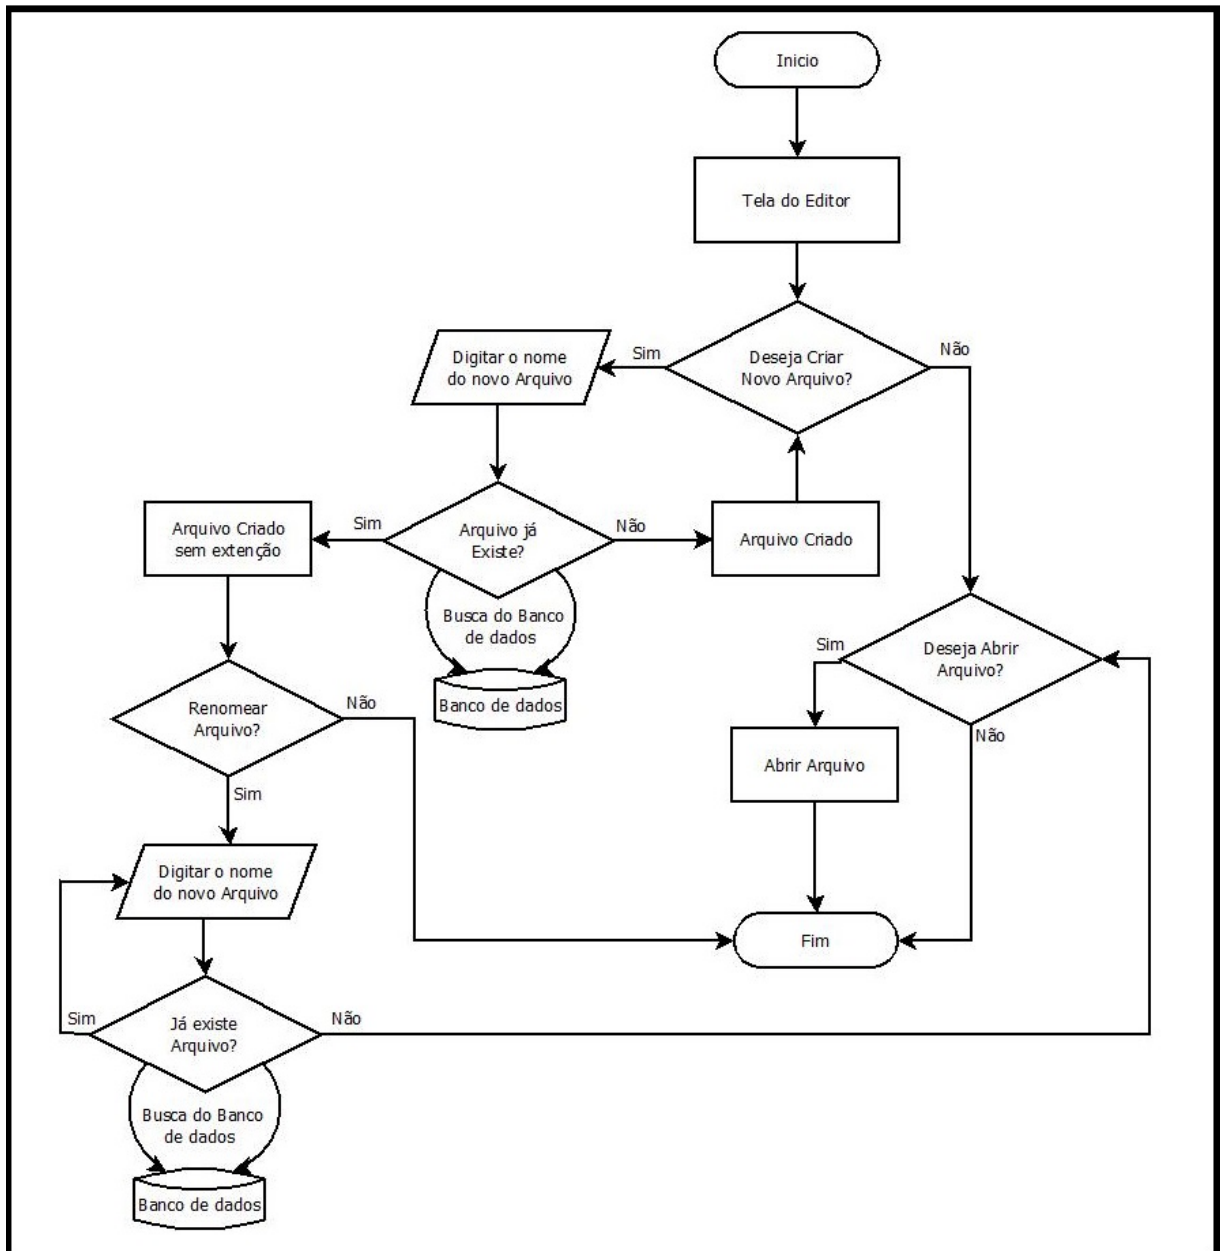 Inicio
Tela do Editor
Deseja Criar
Novo Arquivo?
Sim
Não
Digitar o nome
do novo Arquivo
Arquivo já
Existe?
Sim
Não
Arquivo Criado
sem extenção
Arquivo Criado
Busca do Banco
de dados
Banco de dados
Deseja Abrir
Arquivo?
Sim
Não
Renomear
Arquivo?
Não
Sim
Abrir Arquivo
Digitar o nome
do novo Arquivo
Fim
Já existe
Arquivo?
Sim
Não
Busca do Banco
de dados
Banco de dados